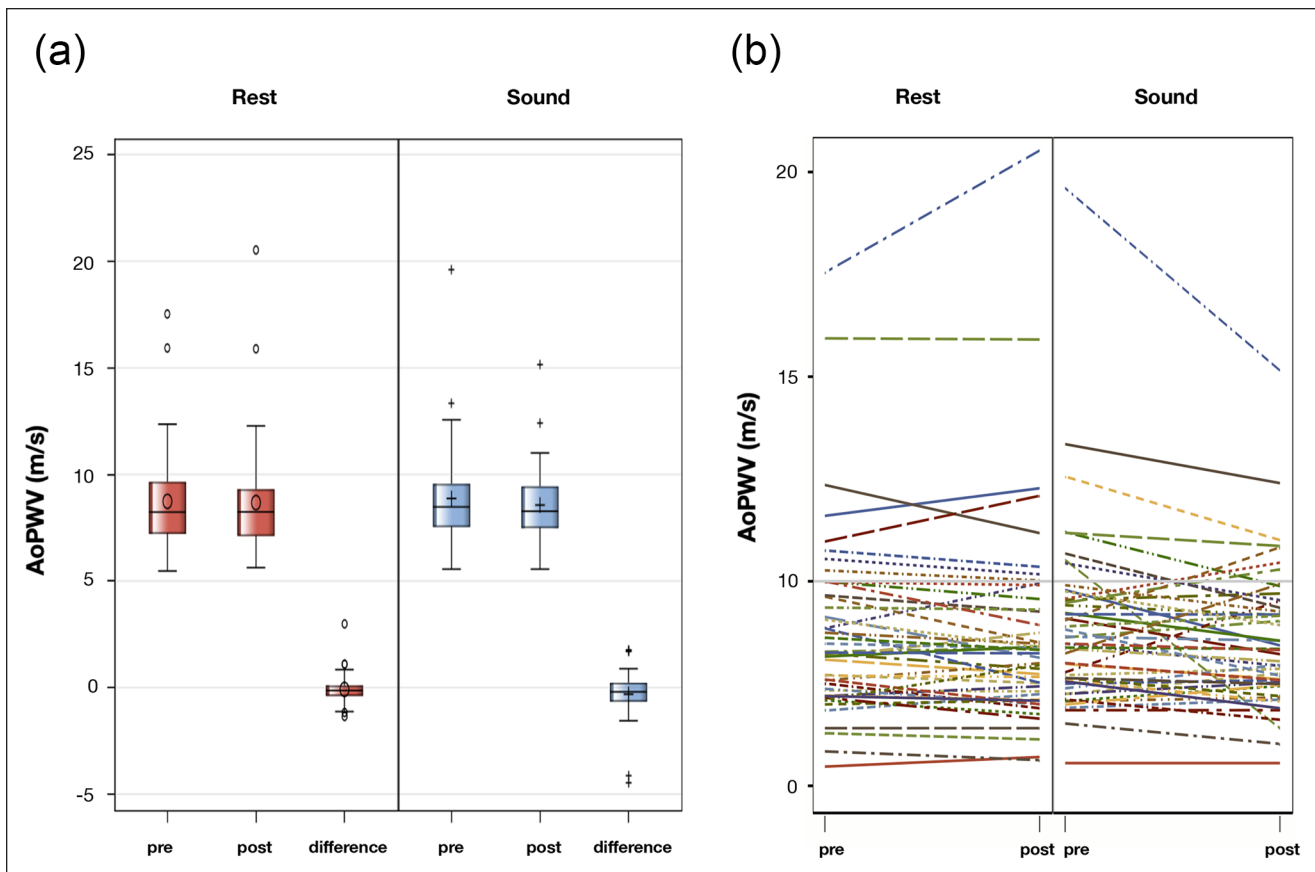 (a)
Rest Sound
25
20
15
10
5
0
-5
AoPWV (m/s)
pre post difference pre post difference
(b)
Rest Sound
20
15
10
0
AoPWV (m/s)
pre post pre post